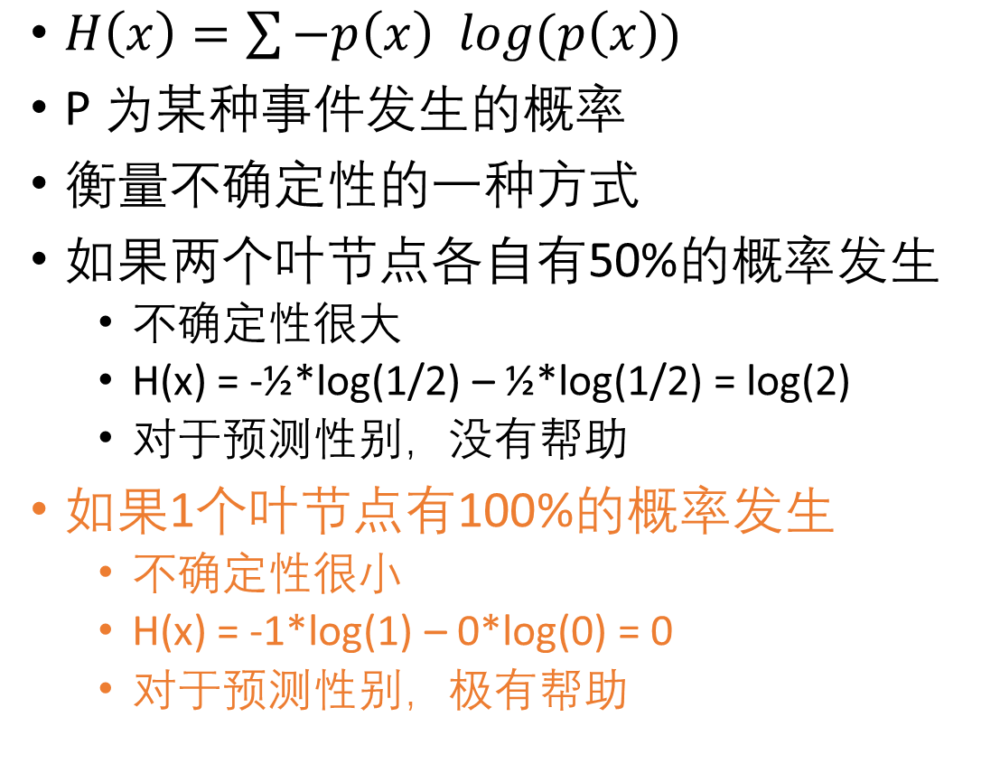 • H(x) = ∑ −p(x) log(p(x))
• P 为某种事件发生的概率
• 衡量不确定性的一种方式
• 如果两个叶节点各自有50%的概率发生
• 不确定性很大
• H(x) = -½*log(1/2) – ½*log(1/2) = log(2)
• 对于预测性别，没有帮助
• 如果1个叶节点有100%的概率发生
• 不确定性很小
• H(x) = -1*log(1) – 0*log(0) = 0
• 对于预测性别，极有帮助